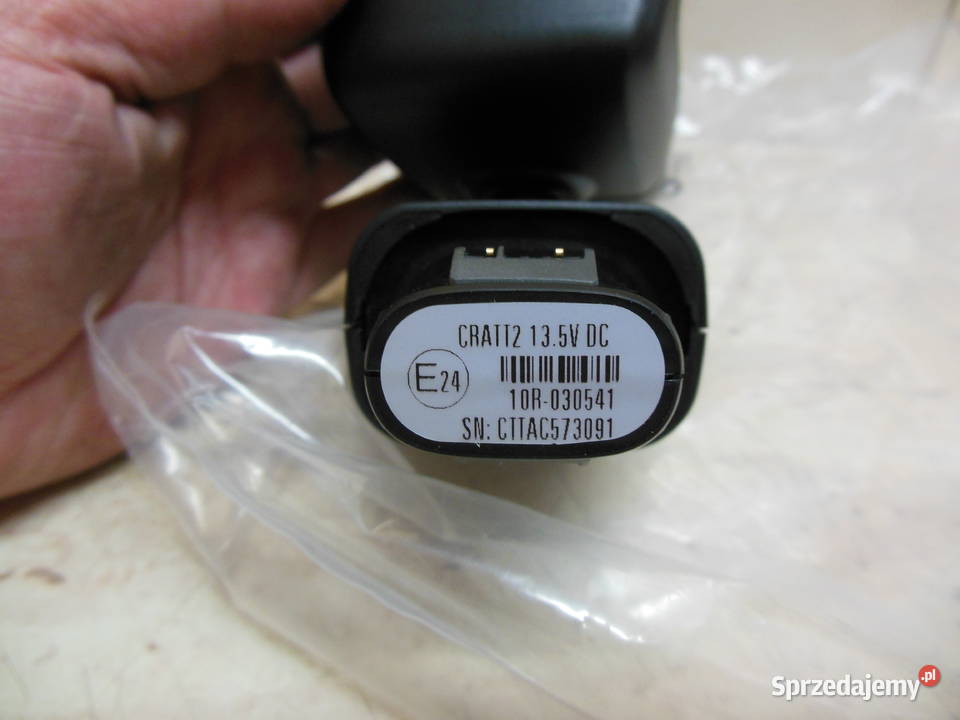 CRATT2 13.5V DC
E24
10R-030541
SN: CTTAC573091
Sprzedajemy.pl